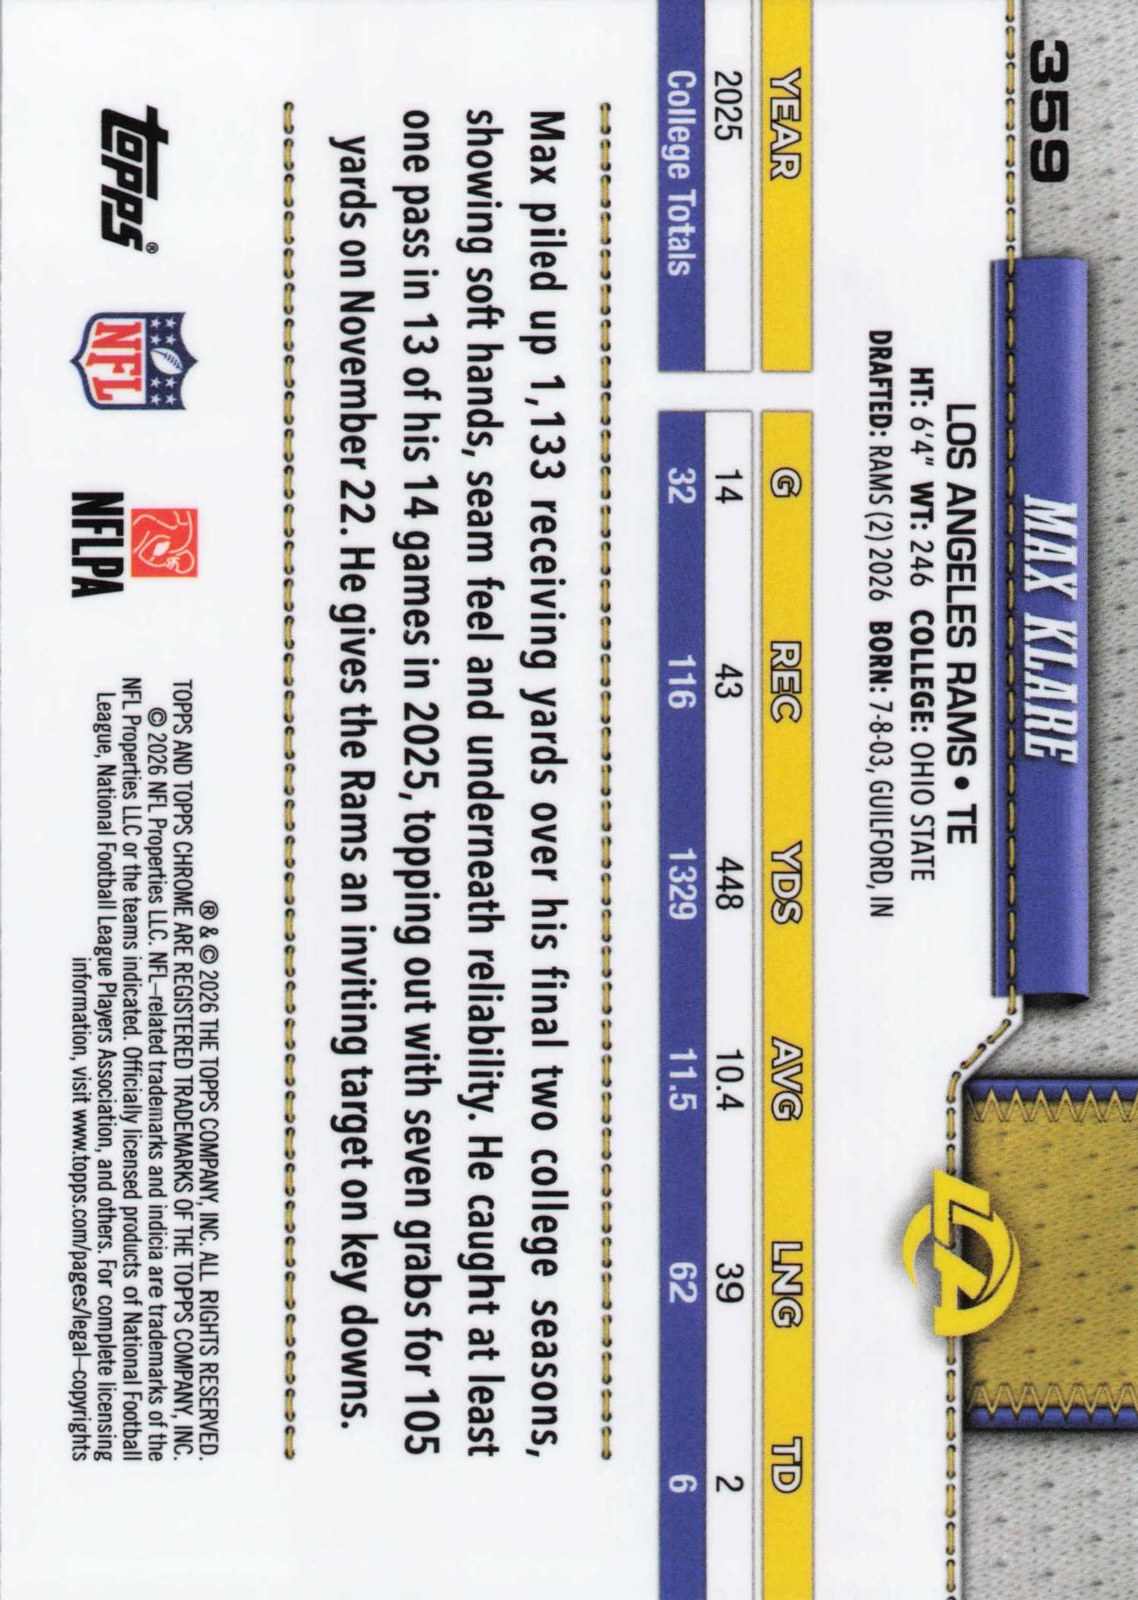 359
MAX KLARE
LOS ANGELES RAMS • TE
HT: 6'4" WT: 246 COLLEGE: OHIO STATE
DRAFTED: RAMS (2) 2026 BORN: 7-8-03, GUILFORD, IN
LA
YEAR G REC YDS AVG LNG TD
2025 14 43 448 10.4 39 2
College Totals 32 116 1329 11.5 62 6
Max piled up 1,133 receiving yards over his final two college seasons,
showing soft hands, seam feel and underneath reliability. He caught at least
one pass in 13 of his 14 games in 2025, topping out with seven grabs for 105
yards on November 22. He gives the Rams an inviting target on key downs.
topps®
NFL
NFLPA
® & © 2026 THE TOPPS COMPANY, INC. ALL RIGHTS RESERVED.
TOPPS AND TOPPS CHROME ARE REGISTERED TRADEMARKS OF THE TOPPS COMPANY, INC.
© 2026 NFL Properties LLC. NFL-related trademarks and indicia are trademarks of the
NFL Properties LLC or the teams indicated. Officially licensed products of National Football
League, National Football League Players Association, and others. For complete licensing
information, visit www.topps.com/pages/legal-copyrights